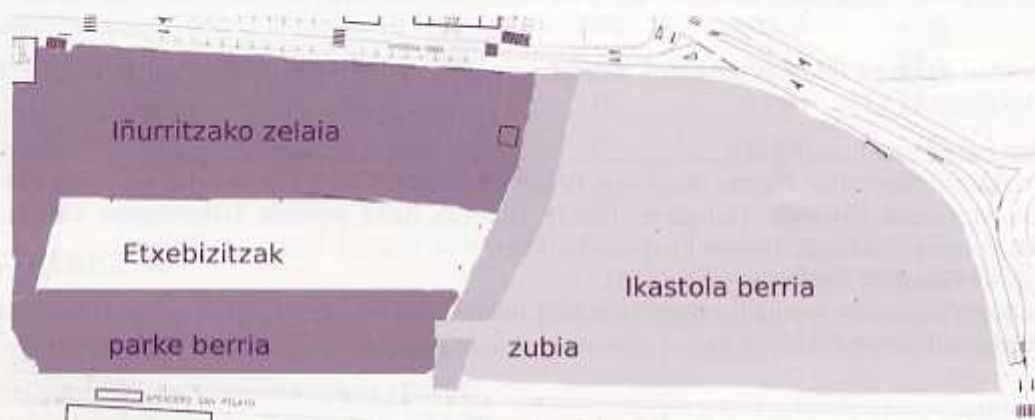 Iñurritzako zelaia
Etxebizitzak
Ikastola berria
parke berria
zubia